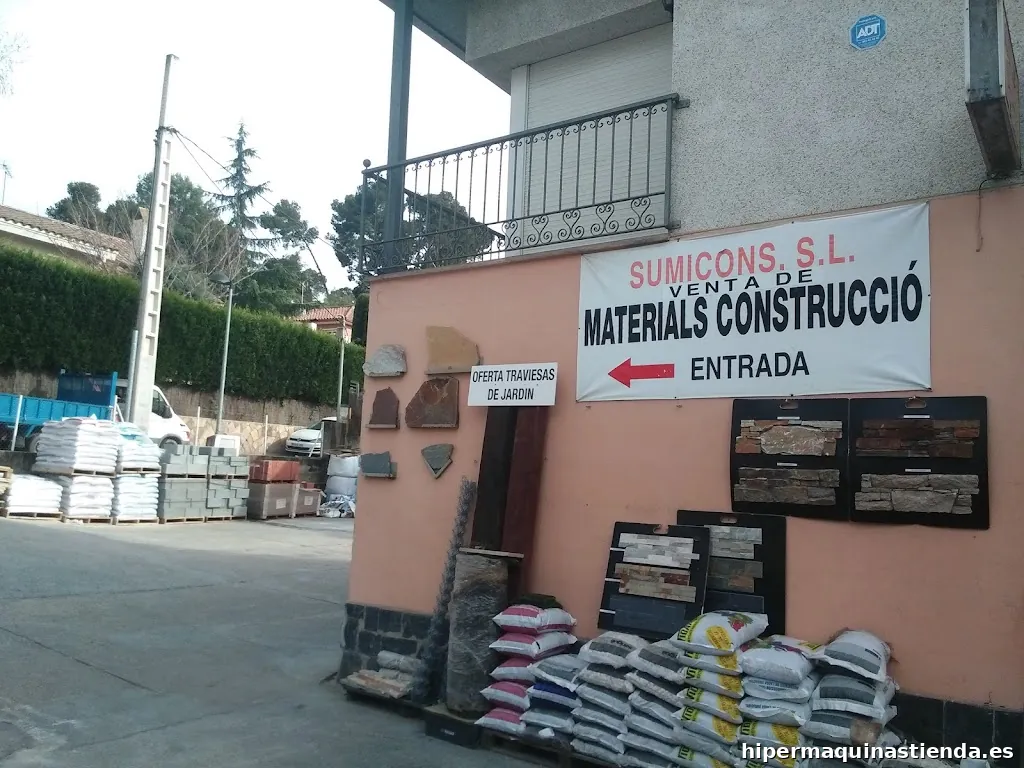 ADT
SUMICONS. S.L.
VENTA DE
MATERIALS CONSTRUCCIÓ
ENTRADA
OFERTA TRAVIESAS
DE JARDIN
hipermaquinastienda.es